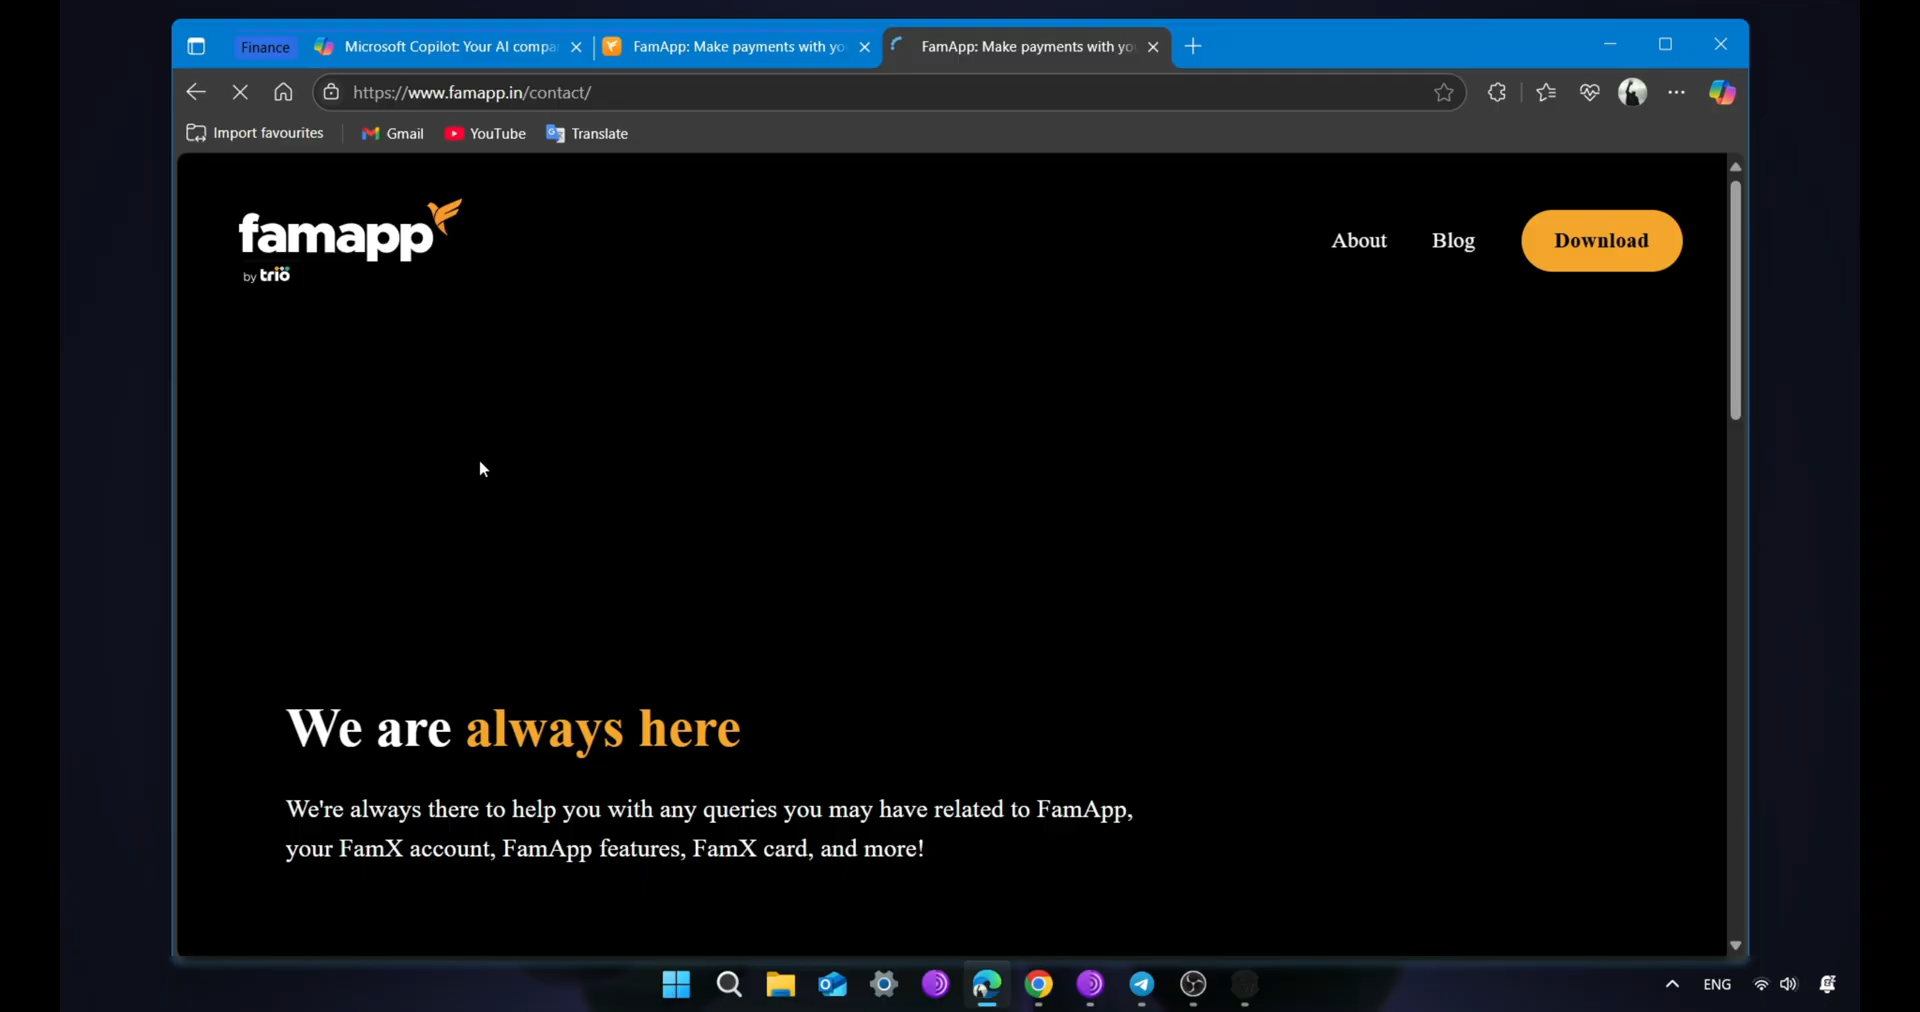 Finance
Microsoft Copilot: Your AI compa
FamApp: Make payments with yo
FamApp: Make payments with yo
https://www.famapp.in/contact/
Import favourites
Gmail
YouTube
Translate
famapp
by trio
About
Blog
Download
We are always here
We're always there to help you with any queries you may have related to FamApp,
your FamX account, FamApp features, FamX card, and more!
ENG